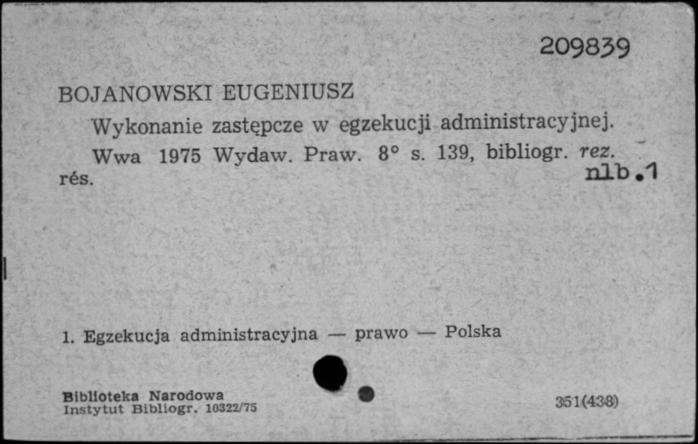 209839
BOJANOWSKI EUGENIUSZ
Wykonanie zastępcze w egzekucji administracyjnej.
Wwa 1975 Wydaw. Praw. 8° s. 139, bibliogr. rez.
rés. nlb.1
1. Egzekucja administracyjna — prawo — Polska
Biblioteka Narodowa
Instytut Bibliogr. 10322/75
351(438)